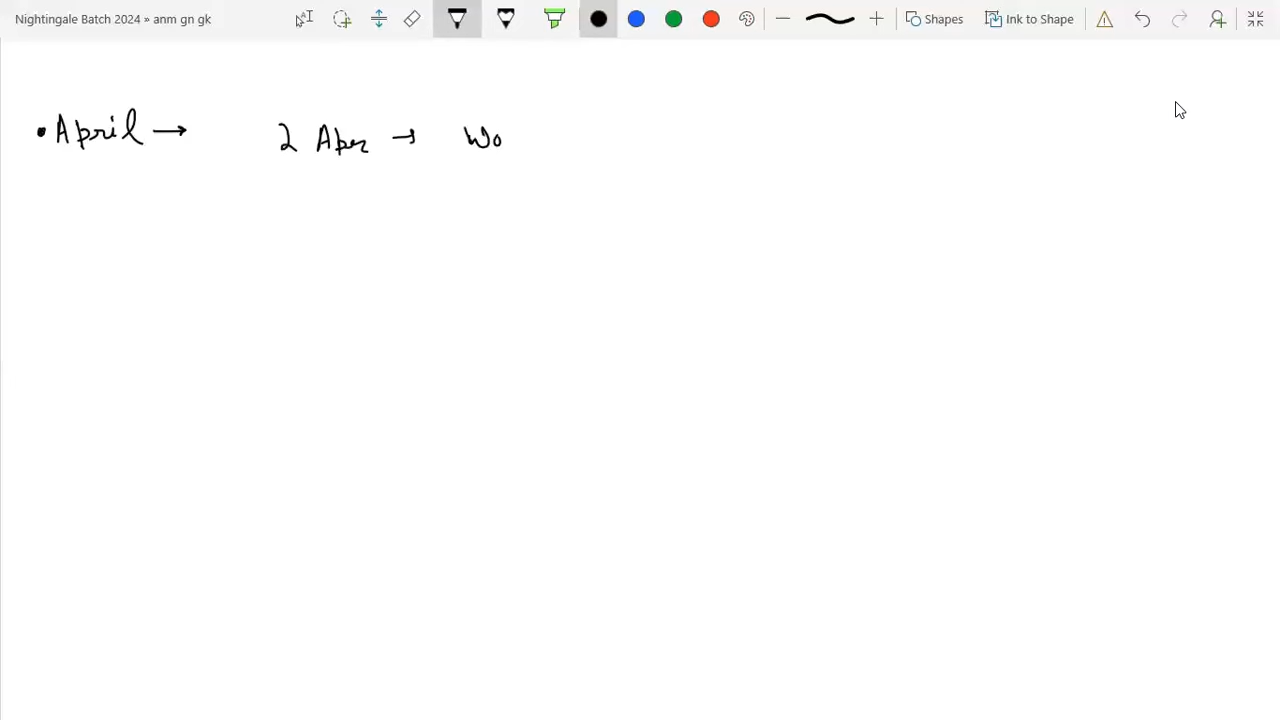 Nightingale Batch 2024 » anm gn gk
Shapes
Ink to Shape
• April → 2 Apr → Wo